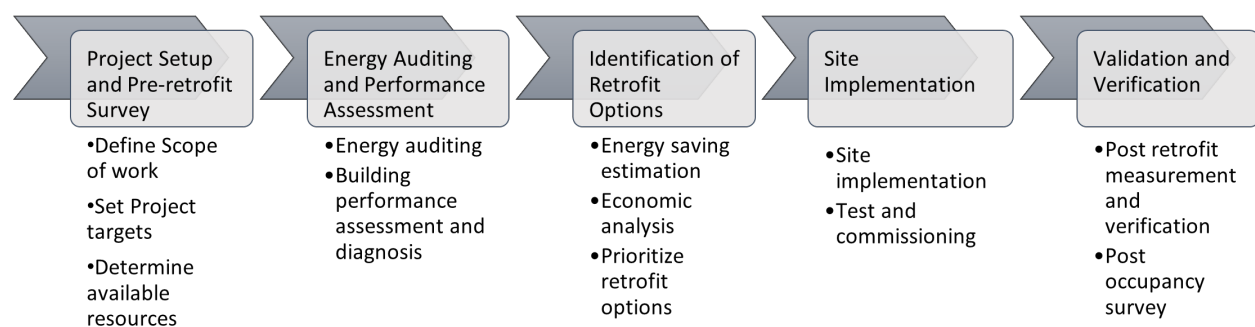 Project Setup
and Pre-retrofit
Survey
•Define Scope
of work
•Set Project
targets
•Determine
available
resources
Energy Auditing
and Performance
Assessment
•Energy auditing
•Building
performance
assessment and
diagnosis
Identification of
Retrofit
Options
•Energy saving
estimation
•Economic
analysis
•Prioritize
retrofit
options
Site
Implementation
•Site
implementation
•Test and
commissioning
Validation and
Verification
•Post retrofit
measurement
and
verification
•Post
occupancy
survey